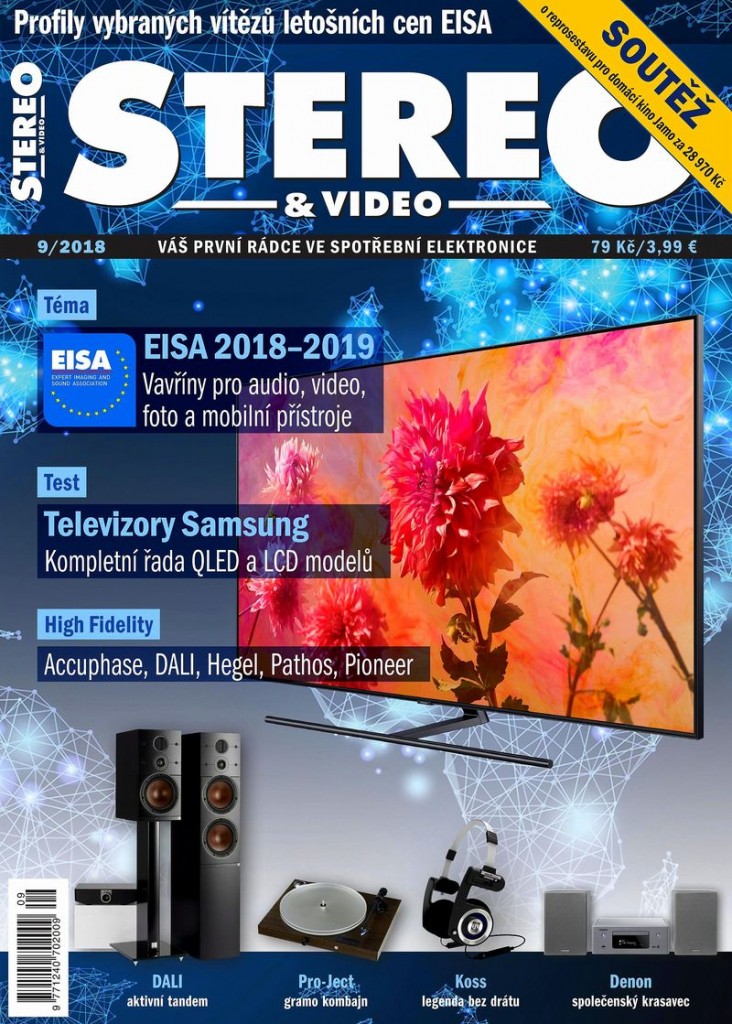 Profily vybraných vítězů letošních cen EISA
SOUTĚŽ
o reprosestavu pro domácí kino Jamo za 28 970 Kč
STEREO
& VIDEO
STEREO
& VIDEO
9/2018 VÁŠ PRVNÍ RÁDCE VE SPOTŘEBNÍ ELEKTRONICE 79 Kč/3,99 €
Téma
EISA
EXPERT IMAGING AND
SOUND ASSOCIATION
EISA 2018–2019
Vavříny pro audio, video,
foto a mobilní přístroje
Test
Televizory Samsung
Kompletní řada QLED a LCD modelů
High Fidelity
Accuphase, DALI, Hegel, Pathos, Pioneer
09
9 771240 702009
DALI
aktivní tandem
Pro-Ject
gramo kombajn
Koss
legenda bez drátu
Denon
společenský krasavec